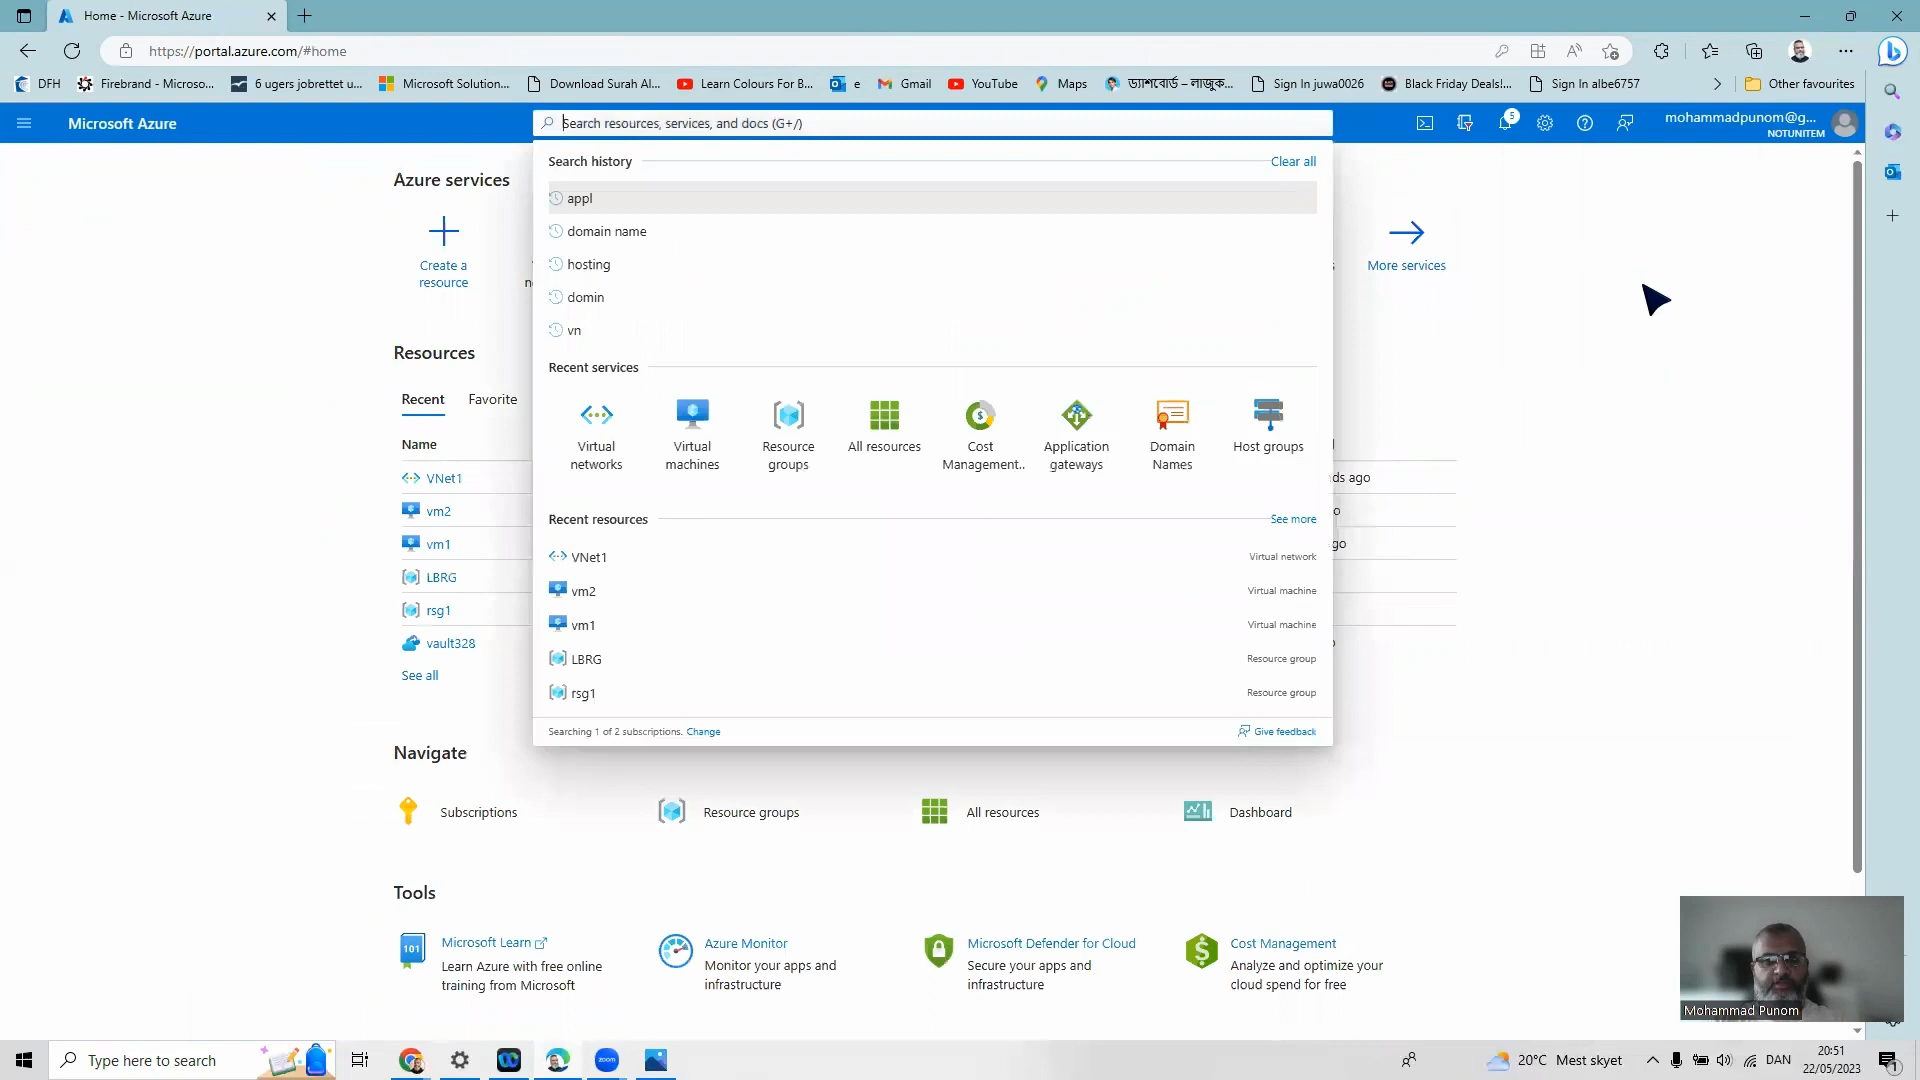 Home - Microsoft Azure
https://portal.azure.com/#home
DFH
Firebrand - Microso...
6 ugers jobrettet u...
Microsoft Solution...
Download Surah Al...
Learn Colours For B...
e
Gmail
YouTube
Maps
ড্যাশবোর্ড – লাজুক...
Sign In juwa0026
Black Friday Deals!...
Sign In albe6757
Other favourites
Microsoft Azure
Search resources, services, and docs (G+/)
5
mohammadpunom@g...
NOTUNITEM
Azure services
Create a
resource
More services
Search history
Clear all
appl
domain name
hosting
domin
vn
Recent services
Virtual
networks
Virtual
machines
Resource
groups
All resources
Cost
Management..
Application
gateways
Domain
Names
Host groups
Recent resources
See more
VNet1
Virtual network
vm2
Virtual machine
vm1
Virtual machine
LBRG
Resource group
rsg1
Resource group
Searching 1 of 2 subscriptions. Change
Give feedback
Resources
Recent
Favorite
Name
VNet1
ds ago
vm2
vm1
go
LBRG
rsg1
vault328
See all
Navigate
Subscriptions
Resource groups
All resources
Dashboard
Tools
101
Microsoft Learn
Learn Azure with free online
training from Microsoft
Azure Monitor
Monitor your apps and
infrastructure
Microsoft Defender for Cloud
Secure your apps and
infrastructure
Cost Management
Analyze and optimize your
cloud spend for free
Mohammad Punom
Type here to search
zoom
20°C Mest skyet
DAN
20:51
22/05/2023
1